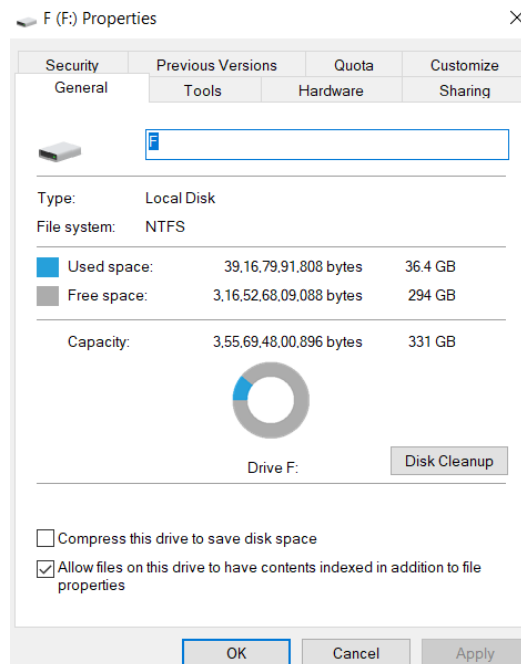 F (F:) Properties
Security Previous Versions Quota Customize
General Tools Hardware Sharing
F
Type: Local Disk
File system: NTFS
Used space: 39,16,79,91,808 bytes 36.4 GB
Free space: 3,16,52,68,09,088 bytes 294 GB
Capacity: 3,55,69,48,00,896 bytes 331 GB
Drive F:
Disk Cleanup
Compress this drive to save disk space
Allow files on this drive to have contents indexed in addition to file
properties
OK Cancel Apply